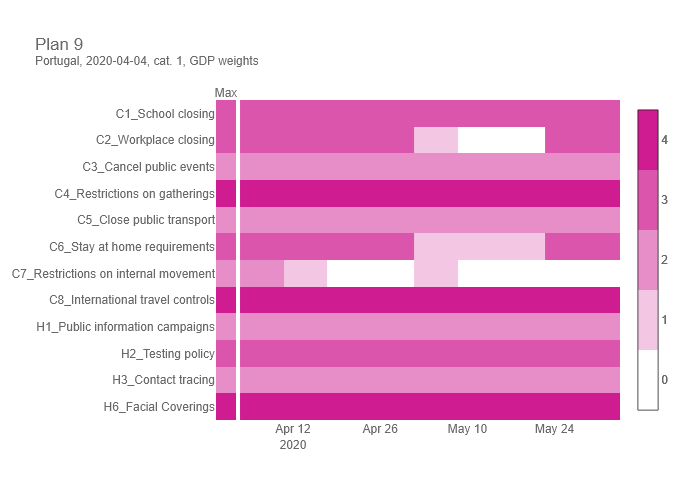 Plan 9
Portugal, 2020-04-04, cat. 1, GDP weights
Max
C1_School closing
C2_Workplace closing
C3_Cancel public events
C4_Restrictions on gatherings
C5_Close public transport
C6_Stay at home requirements
C7_Restrictions on internal movement
C8_International travel controls
H1_Public information campaigns
H2_Testing policy
H3_Contact tracing
H6_Facial Coverings
Apr 12 Apr 26 May 10 May 24
2020
4
3
2
1
0